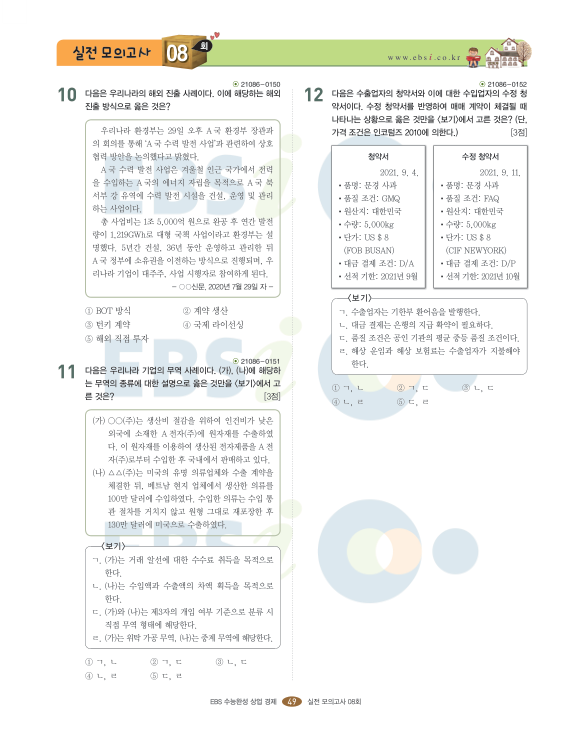 실전 모의고사 08 회
www.ebsi.co.kr
21086-0150
10 다음은 우리나라의 해외 진출 사례이다. 이에 해당하는 해외
진출 방식으로 옳은 것은?
우리나라 환경부는 29일 오후 A국 환경부 장관과
의 회의를 통해 'A국 수력 발전 사업'과 관련하여 상호
협력 방안을 논의했다고 밝혔다.
A국 수력 발전 사업은 겨울철 인근 국가에서 전력
을 수입하는 A국의 에너지 자립을 목적으로 A국 북
서부 강 유역에 수력 발전 시설을 건설, 운영 및 관리
하는 사업이다.
총 사업비는 1조 5,000억 원으로 완공 후 연간 발전
량이 1,219GWh로 대형 국책 사업이라고 환경부는 설
명했다. 5년간 건설, 36년 동안 운영하고 관리한 뒤
A국 정부에 소유권을 이전하는 방식으로 진행되며, 우
리나라 기업이 대주주, 사업 시행자로 참여하게 된다.
- ○○신문, 2020년 7월 29일 자 -
① BOT 방식 ② 계약 생산
③ 턴키 계약 ④ 국제 라이선싱
⑤ 해외 직접 투자
21086-0151
11 다음은 우리나라 기업의 무역 사례이다. (가), (나)에 해당하
는 무역의 종류에 대한 설명으로 옳은 것만을 〈보기〉에서 고
른 것은? [3점]
(가) ○○(주)는 생산비 절감을 위하여 인건비가 낮은
외국에 소재한 A전자(주)에 원자재를 수출하였
다. 이 원자재를 이용하여 생산된 전자제품을 A전
자(주)로부터 수입한 후 국내에서 판매하고 있다.
(나) △△(주)는 미국의 유명 의류업체와 수출 계약을
체결한 뒤, 베트남 현지 업체에서 생산한 의류를
100만 달러에 수입하였다. 수입한 의류는 수입 통
관 절차를 거치지 않고 원형 그대로 재포장한 후
130만 달러에 미국으로 수출하였다.
〈보기〉
ㄱ. (가)는 거래 알선에 대한 수수료 취득을 목적으로
한다.
ㄴ. (나)는 수입액과 수출액의 차액 획득을 목적으로
한다.
ㄷ. (가)와 (나)는 제3자의 개입 여부 기준으로 분류 시
직접 무역 형태에 해당한다.
ㄹ. (가)는 위탁 가공 무역, (나)는 중계 무역에 해당한다.
① ㄱ, ㄴ ② ㄱ, ㄷ ③ ㄴ, ㄷ
④ ㄴ, ㄹ ⑤ ㄷ, ㄹ
21086-0152
12 다음은 수출업자의 청약서와 이에 대한 수입업자의 수정 청
약서이다. 수정 청약서를 반영하여 매매 계약이 체결될 때
나타나는 상황으로 옳은 것만을 〈보기〉에서 고른 것은? (단,
가격 조건은 인코텀즈 2010에 의한다.) [3점]
청약서
2021. 9. 4.
• 품명: 문경 사과
• 품질 조건: GMQ
• 원산지: 대한민국
• 수량: 5,000kg
• 단가: US $ 8
(FOB BUSAN)
• 대금 결제 조건: D/A
• 선적 기한: 2021년 9월
수정 청약서
2021. 9. 11.
• 품명: 문경 사과
• 품질 조건: FAQ
• 원산지: 대한민국
• 수량: 5,000kg
• 단가: US $ 8
(CIF NEWYORK)
• 대금 결제 조건: D/P
• 선적 기한: 2021년 10월
〈보기〉
ㄱ. 수출업자는 기한부 환어음을 발행한다.
ㄴ. 대금 결제는 은행의 지급 확약이 필요하다.
ㄷ. 품질 조건은 공인 기관의 평균 중등 품질 조건이다.
ㄹ. 해상 운임과 해상 보험료는 수출업자가 지불해야
한다.
① ㄱ, ㄴ ② ㄱ, ㄷ ③ ㄴ, ㄷ
④ ㄴ, ㄹ ⑤ ㄷ, ㄹ
EBS 수능완성 상업 경제 49 실전 모의고사 08회